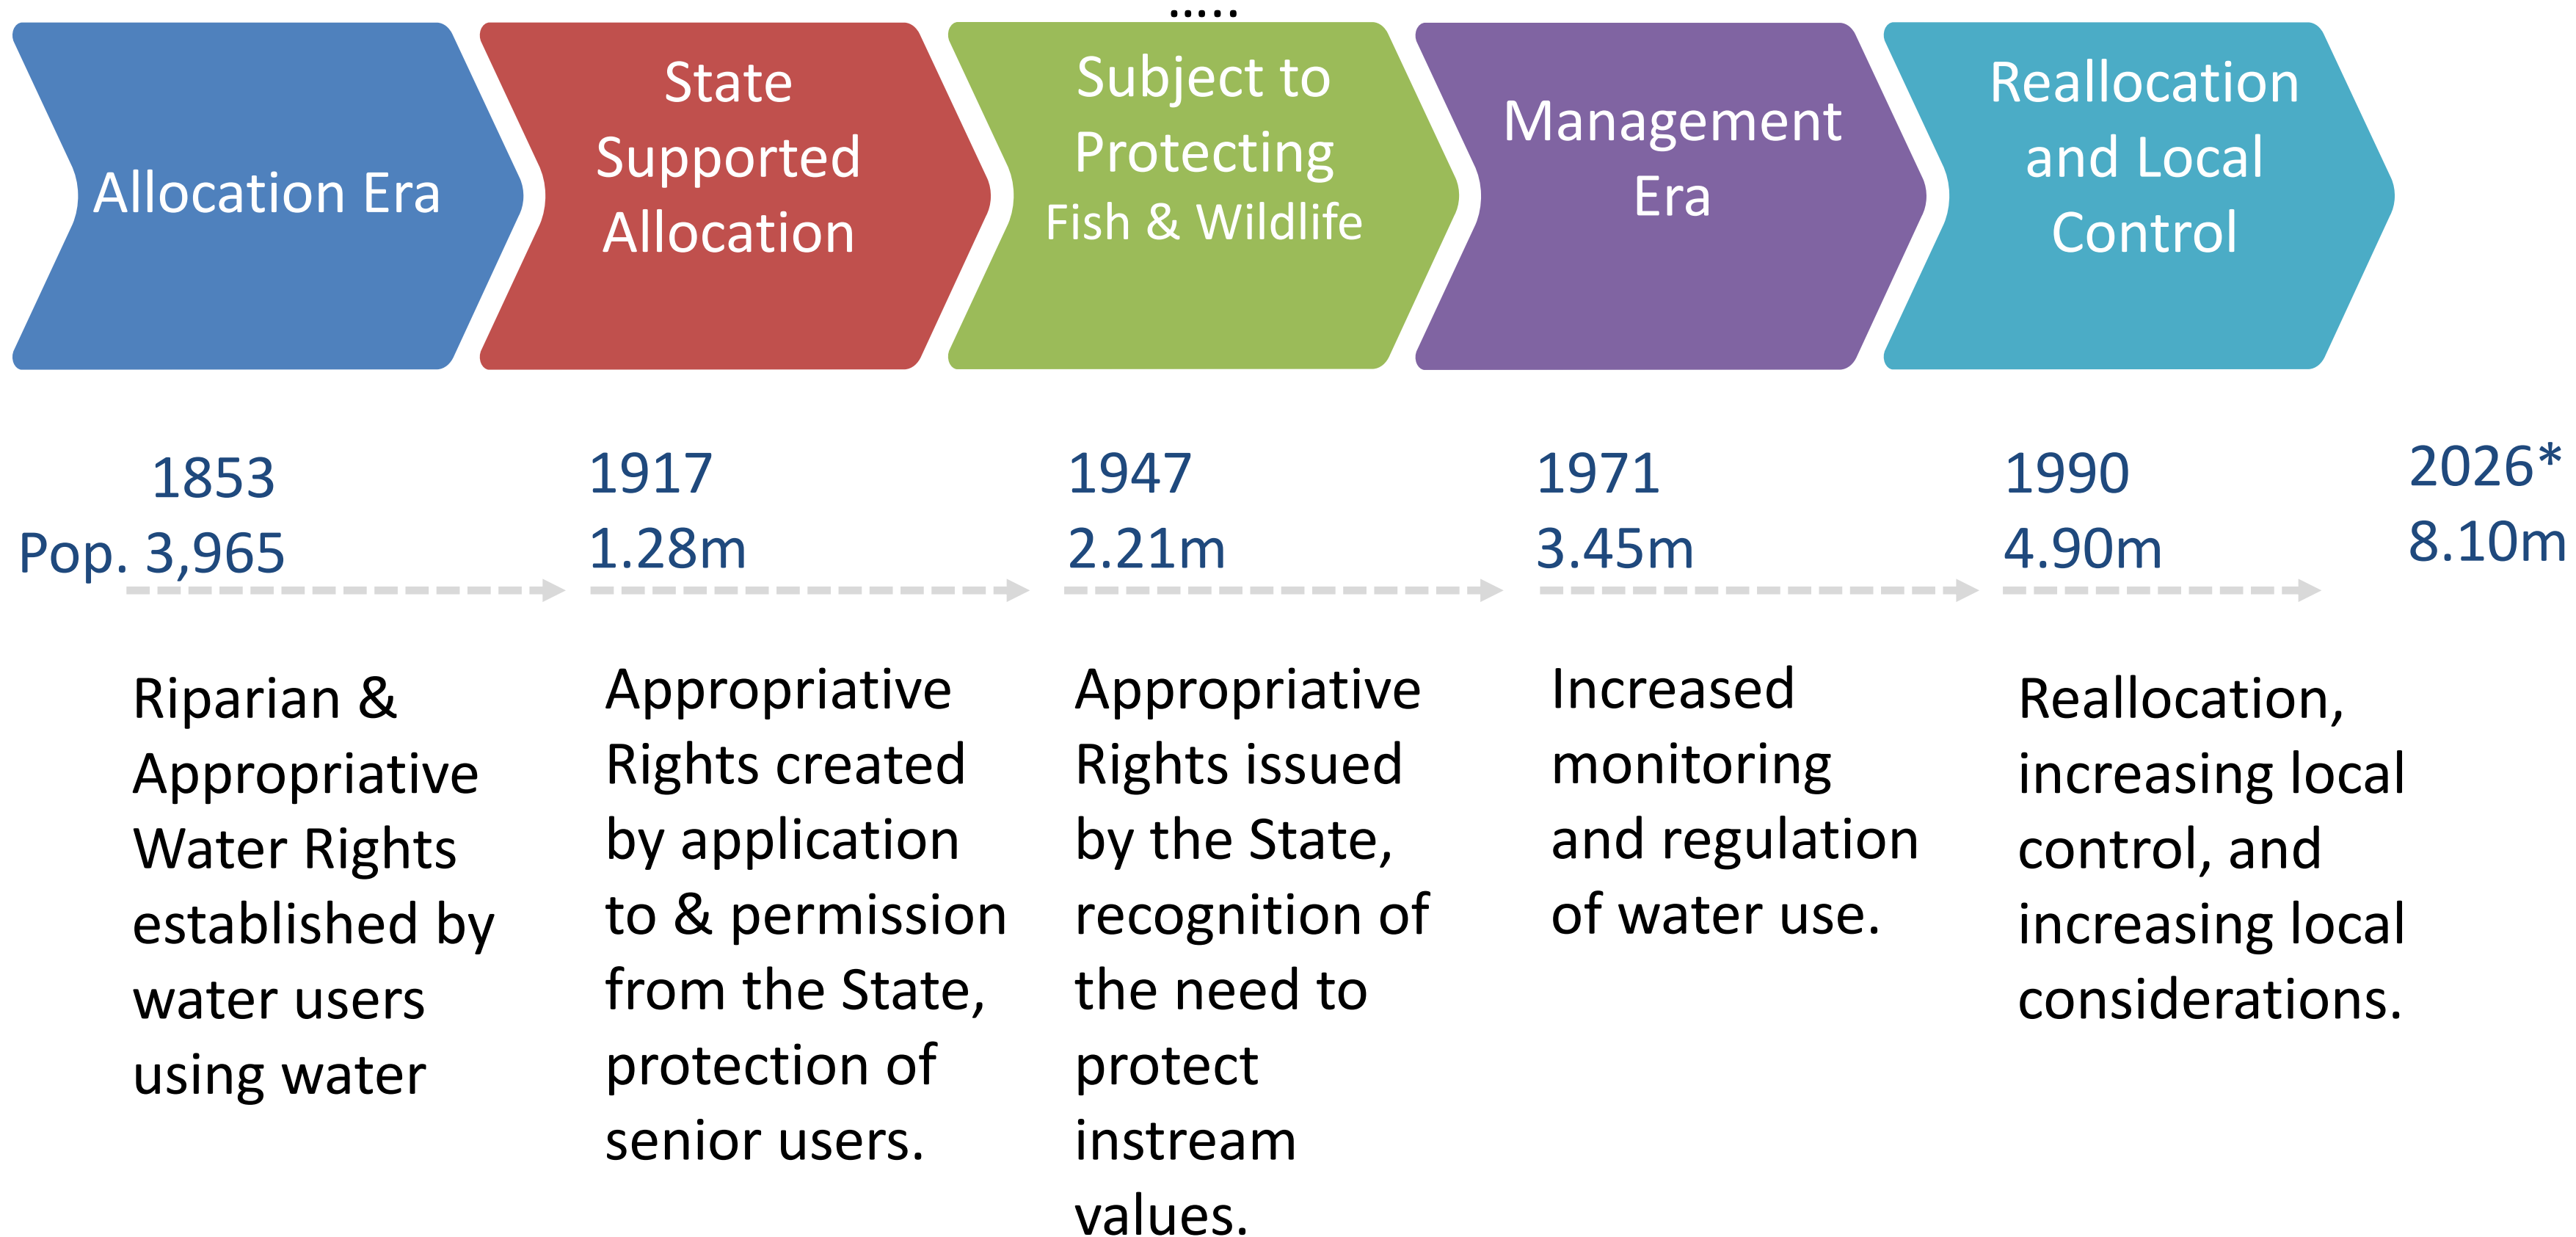 .....
Allocation Era
State
Supported
Allocation
Subject to
Protecting
Fish & Wildlife
Management
Era
Reallocation
and Local
Control
1853
Pop. 3,965
1917
1.28m
1947
2.21m
1971
3.45m
1990
4.90m
2026*
8.10m
Riparian &
Appropriative
Water Rights
established by
water users
using water
Appropriative
Rights created
by application
to & permission
from the State,
protection of
senior users.
Appropriative
Rights issued
by the State,
recognition of
the need to
protect
instream
values.
Increased
monitoring
and regulation
of water use.
Reallocation,
increasing local
control, and
increasing local
considerations.